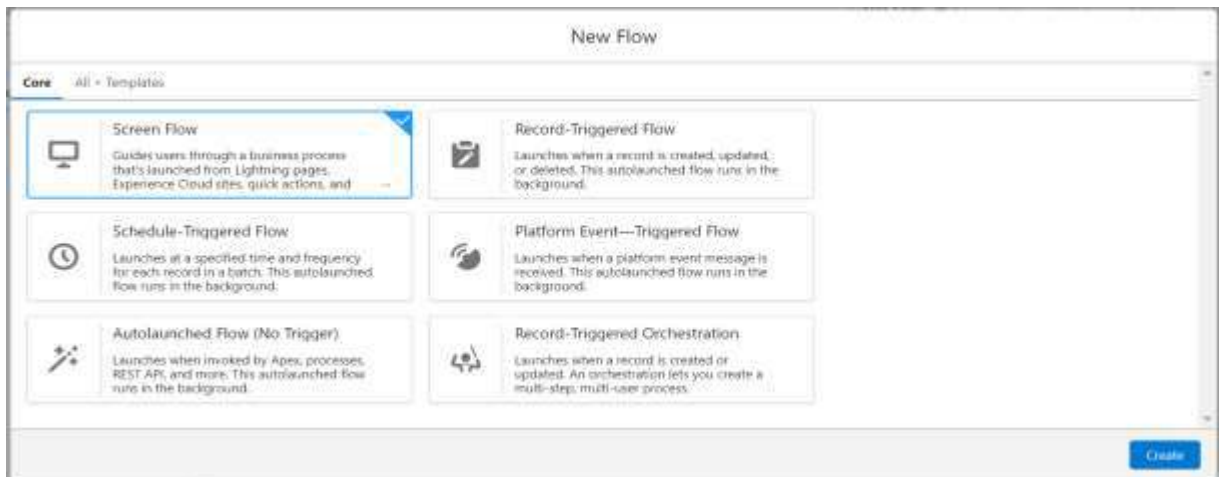 New Flow
Core All + Templates
Screen Flow
Guides users through a business process
that's launched from Lightning pages,
Experience Cloud sites, quick actions, and ...
Record-Triggered Flow
Launches when a record is created, updated,
or deleted. This autolaunched flow runs in the
background.
Schedule-Triggered Flow
Launches at a specified time and frequency
for each record in a batch. This autolaunched
flow runs in the background.
Platform Event—Triggered Flow
Launches when a platform event message is
received. This autolaunched flow runs in the
background.
Autolaunched Flow (No Trigger)
Launches when invoked by Apex, processes,
REST API, and more. This autolaunched flow
runs in the background.
Record-Triggered Orchestration
Launches when a record is created or
updated. An orchestration lets you create a
multi-step, multi-user process.
Create